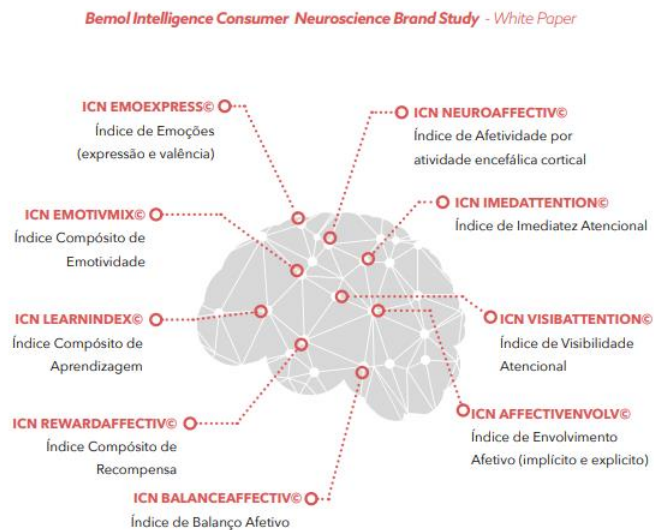 Bemol Intelligence Consumer Neuroscience Brand Study - White Paper
ICN EMOEXPRESS©
Índice de Emoções
(expressão e valência)
ICN NEUROAFFECTIV©
Índice de Afetividade por
atividade encefálica cortical
ICN EMOTIVMIX©
Índice Compósito de
Emotividade
ICN IMEDATTENTION©
Índice de Imediatez Atencional
ICN LEARNINDEX©
Índice Compósito de
Aprendizagem
ICN VISIBATTENTION©
Índice de Visibilidade
Atencional
ICN REWARDAFFECTIV©
Índice Compósito de
Recompensa
ICN AFFECTIVENVOLV©
Índice de Envolvimento
Afetivo (implícito e explicito)
ICN BALANCEAFFECTIV©
Índice de Balanço Afetivo